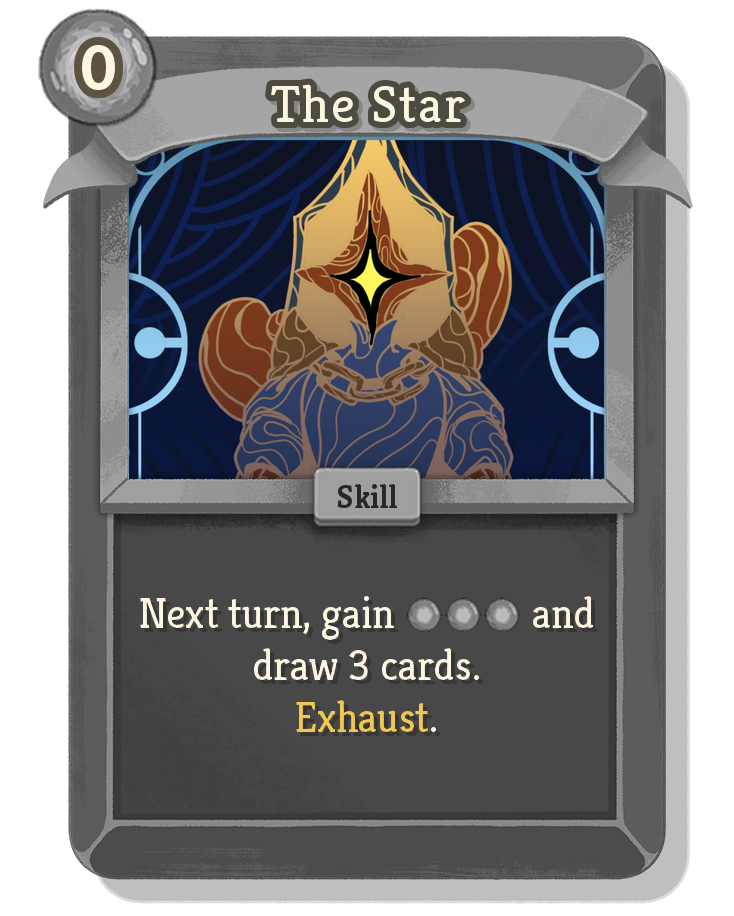 0
The Star
Skill
Next turn, gain and
draw 3 cards.
Exhaust.